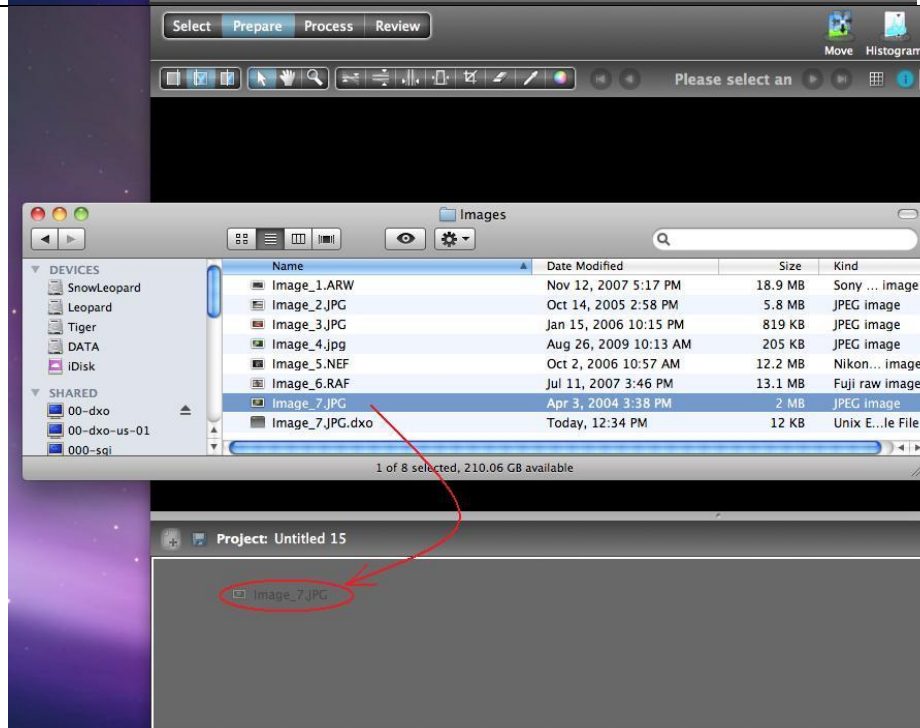 Select Prepare Process Review
Move Histogram
Please select an
Images
DEVICES
SnowLeopard
Leopard
Tiger
DATA
iDisk
SHARED
00-dxo
00-dxo-us-01
000-sgi
Name Date Modified Size Kind
Image_1.ARW Nov 12, 2007 5:17 PM 18.9 MB Sony ... image
Image_2.JPG Oct 14, 2005 2:58 PM 5.8 MB JPEG image
Image_3.JPG Jan 15, 2006 10:15 PM 819 KB JPEG image
Image_4.jpg Aug 26, 2009 10:13 AM 205 KB JPEG image
Image_5.NEF Oct 2, 2006 10:57 AM 12.2 MB Nikon... image
Image_6.RAF Jul 11, 2007 3:46 PM 13.1 MB Fuji raw image
Image_7.JPG Apr 3, 2004 3:38 PM 2 MB JPEG image
Image_7.JPG.dxo Today, 12:34 PM 12 KB Unix E...le File
1 of 8 selected, 210.06 GB available
Project: Untitled 15
Image_7.JPG